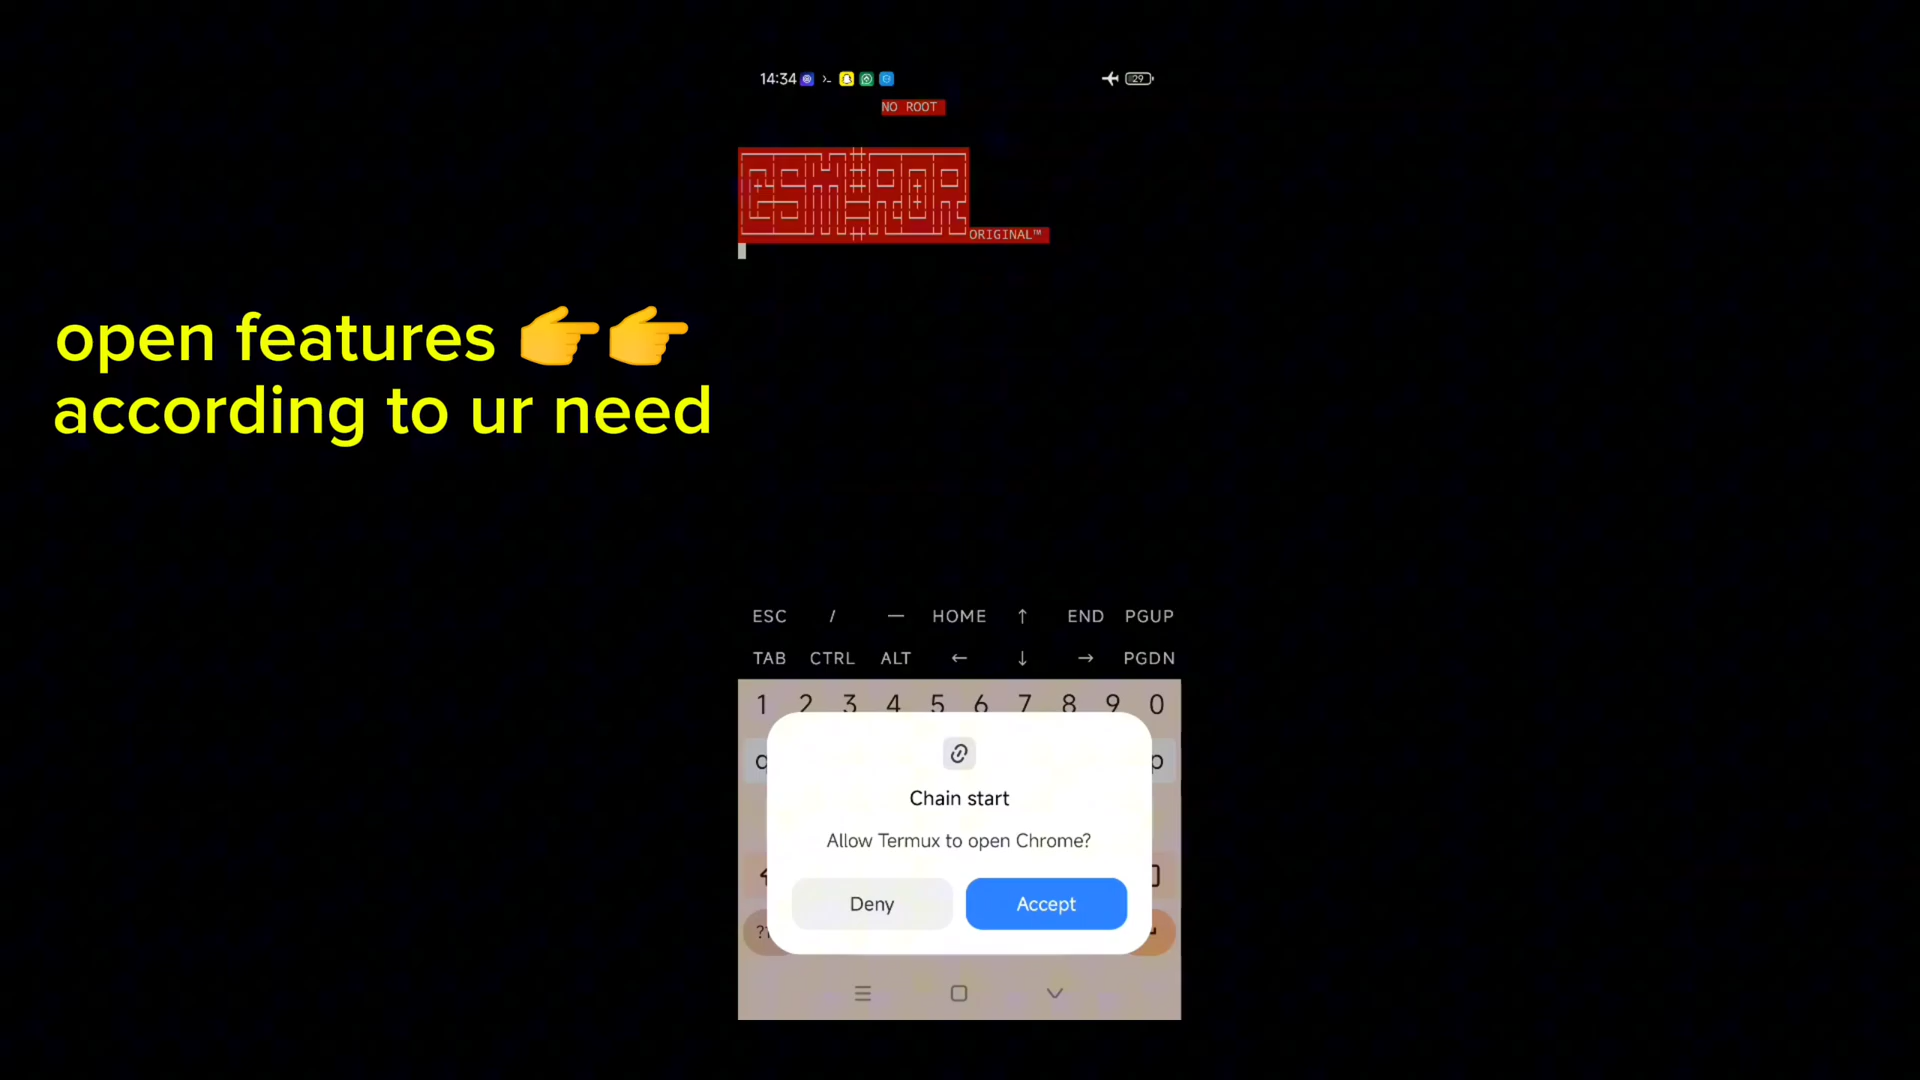 14:34
29
NO ROOT
ORIGINAL™
open features 👉👉
according to ur need
ESC / — HOME ↑ END PGUP
TAB CTRL ALT ← ↓ → PGDN
1 2 3 4 5 6 7 8 9 0
q p
Chain start
Allow Termux to open Chrome?
Deny Accept